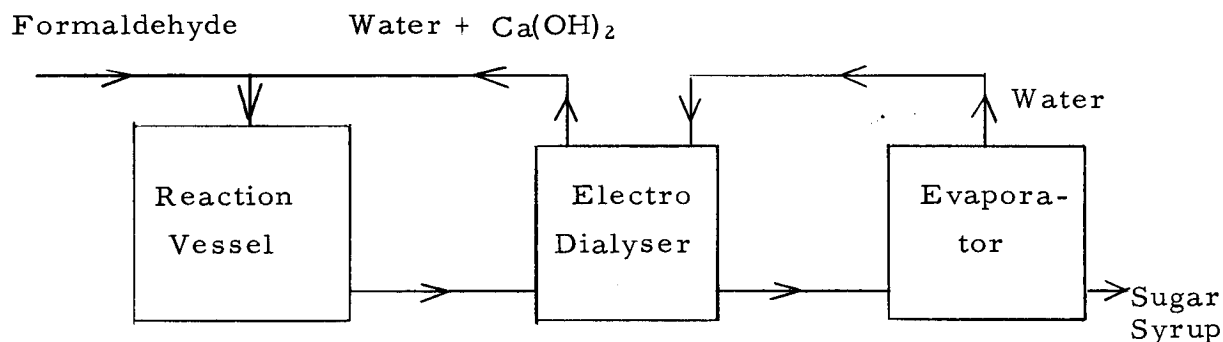 Formaldehyde Water + Ca(OH)2
Water
Reaction
Vessel
Electro
Dialyser
Evapora-
tor
Sugar
Syrup